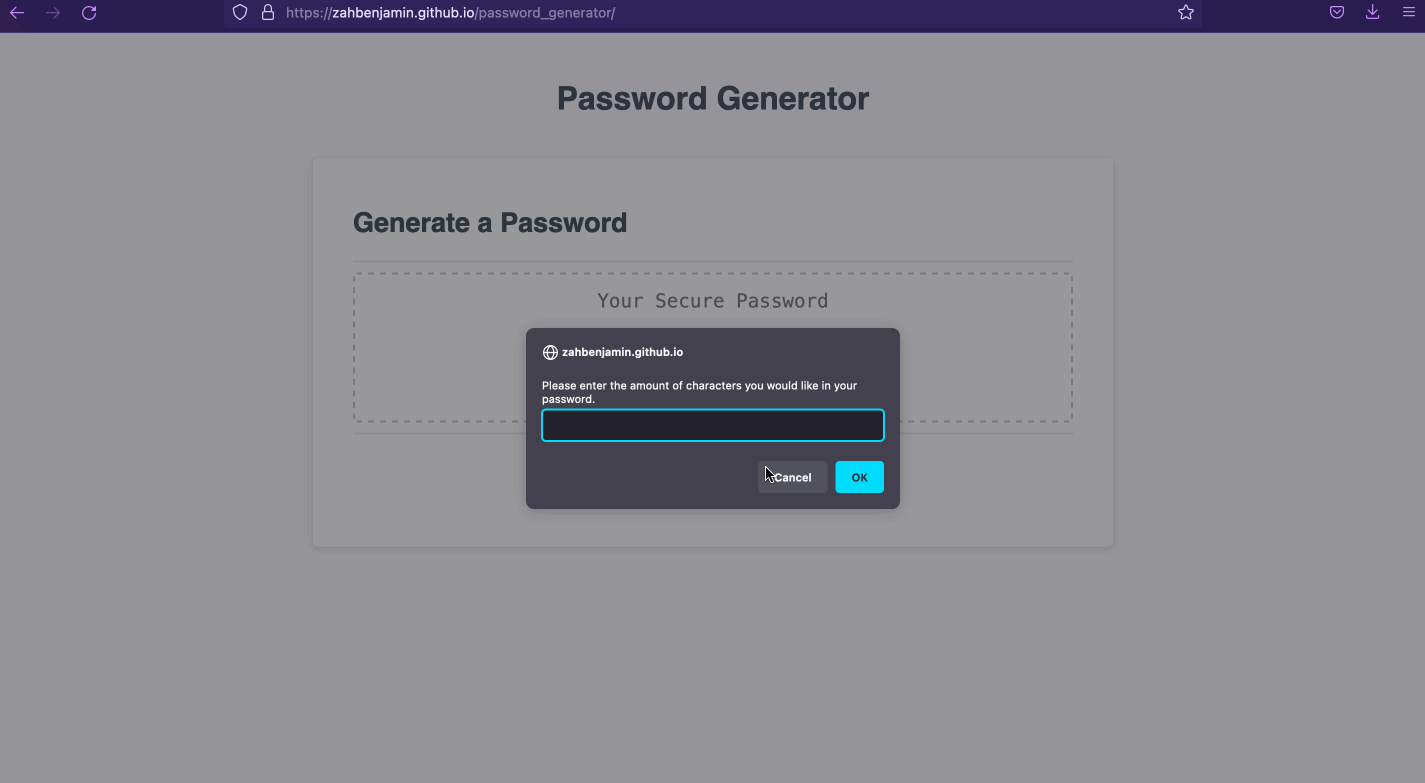 https://zahbenjamin.github.io/password_generator/
Password Generator
Generate a Password
Your Secure Password
zahbenjamin.github.io
Please enter the amount of characters you would like in your
password.
Cancel
OK